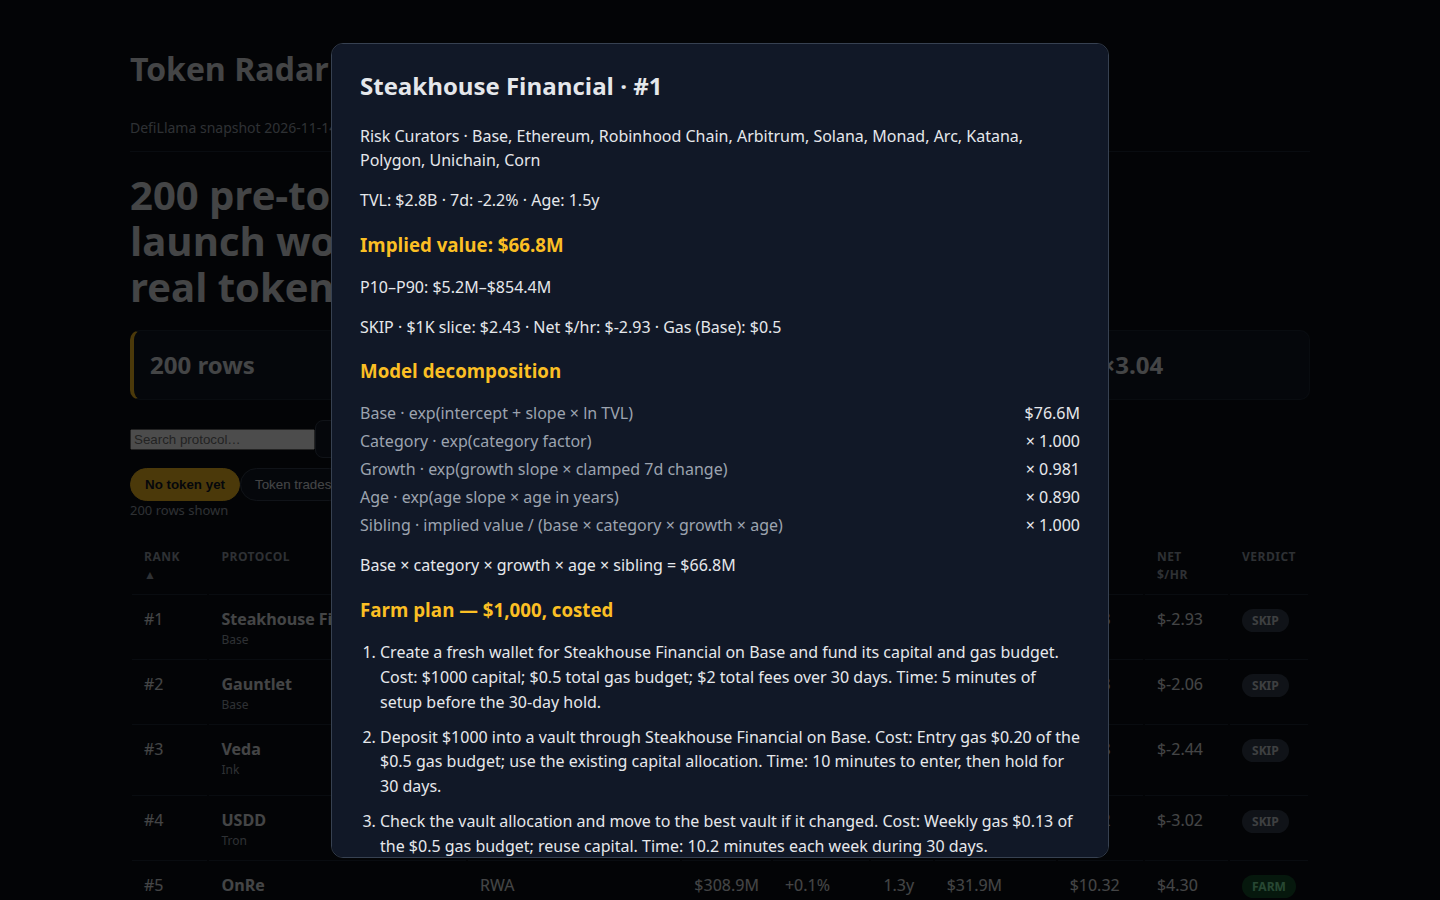 Token Radar
DefiLlama snapshot 2026-11-1
200 pre-to
launch wo
real token
200 rows
×3.04
Search protocol…
No token yet
Token trades
200 rows shown
RANK ▲
PROTOCOL
NET $/HR
VERDICT
#1
Steakhouse Fi
Base
$-2.93
SKIP
#2
Gauntlet
Base
$-2.06
SKIP
#3
Veda
Ink
$-2.44
SKIP
#4
USDD
Tron
$-3.02
SKIP
#5
OnRe
RWA
$308.9M
+0.1%
1.3y
$31.9M
$10.32
$4.30
FARM
Steakhouse Financial · #1
Risk Curators · Base, Ethereum, Robinhood Chain, Arbitrum, Solana, Monad, Arc, Katana,
Polygon, Unichain, Corn
TVL: $2.8B · 7d: -2.2% · Age: 1.5y
Implied value: $66.8M
P10–P90: $5.2M–$854.4M
SKIP · $1K slice: $2.43 · Net $/hr: $-2.93 · Gas (Base): $0.5
Model decomposition
Base · exp(intercept + slope × ln TVL) $76.6M
Category · exp(category factor) × 1.000
Growth · exp(growth slope × clamped 7d change) × 0.981
Age · exp(age slope × age in years) × 0.890
Sibling · implied value / (base × category × growth × age) × 1.000
Base × category × growth × age × sibling = $66.8M
Farm plan — $1,000, costed
1. Create a fresh wallet for Steakhouse Financial on Base and fund its capital and gas budget.
Cost: $1000 capital; $0.5 total gas budget; $2 total fees over 30 days. Time: 5 minutes of
setup before the 30-day hold.
2. Deposit $1000 into a vault through Steakhouse Financial on Base. Cost: Entry gas $0.20 of the
$0.5 gas budget; use the existing capital allocation. Time: 10 minutes to enter, then hold for
30 days.
3. Check the vault allocation and move to the best vault if it changed. Cost: Weekly gas $0.13 of
the $0.5 gas budget; reuse capital. Time: 10.2 minutes each week during 30 days.